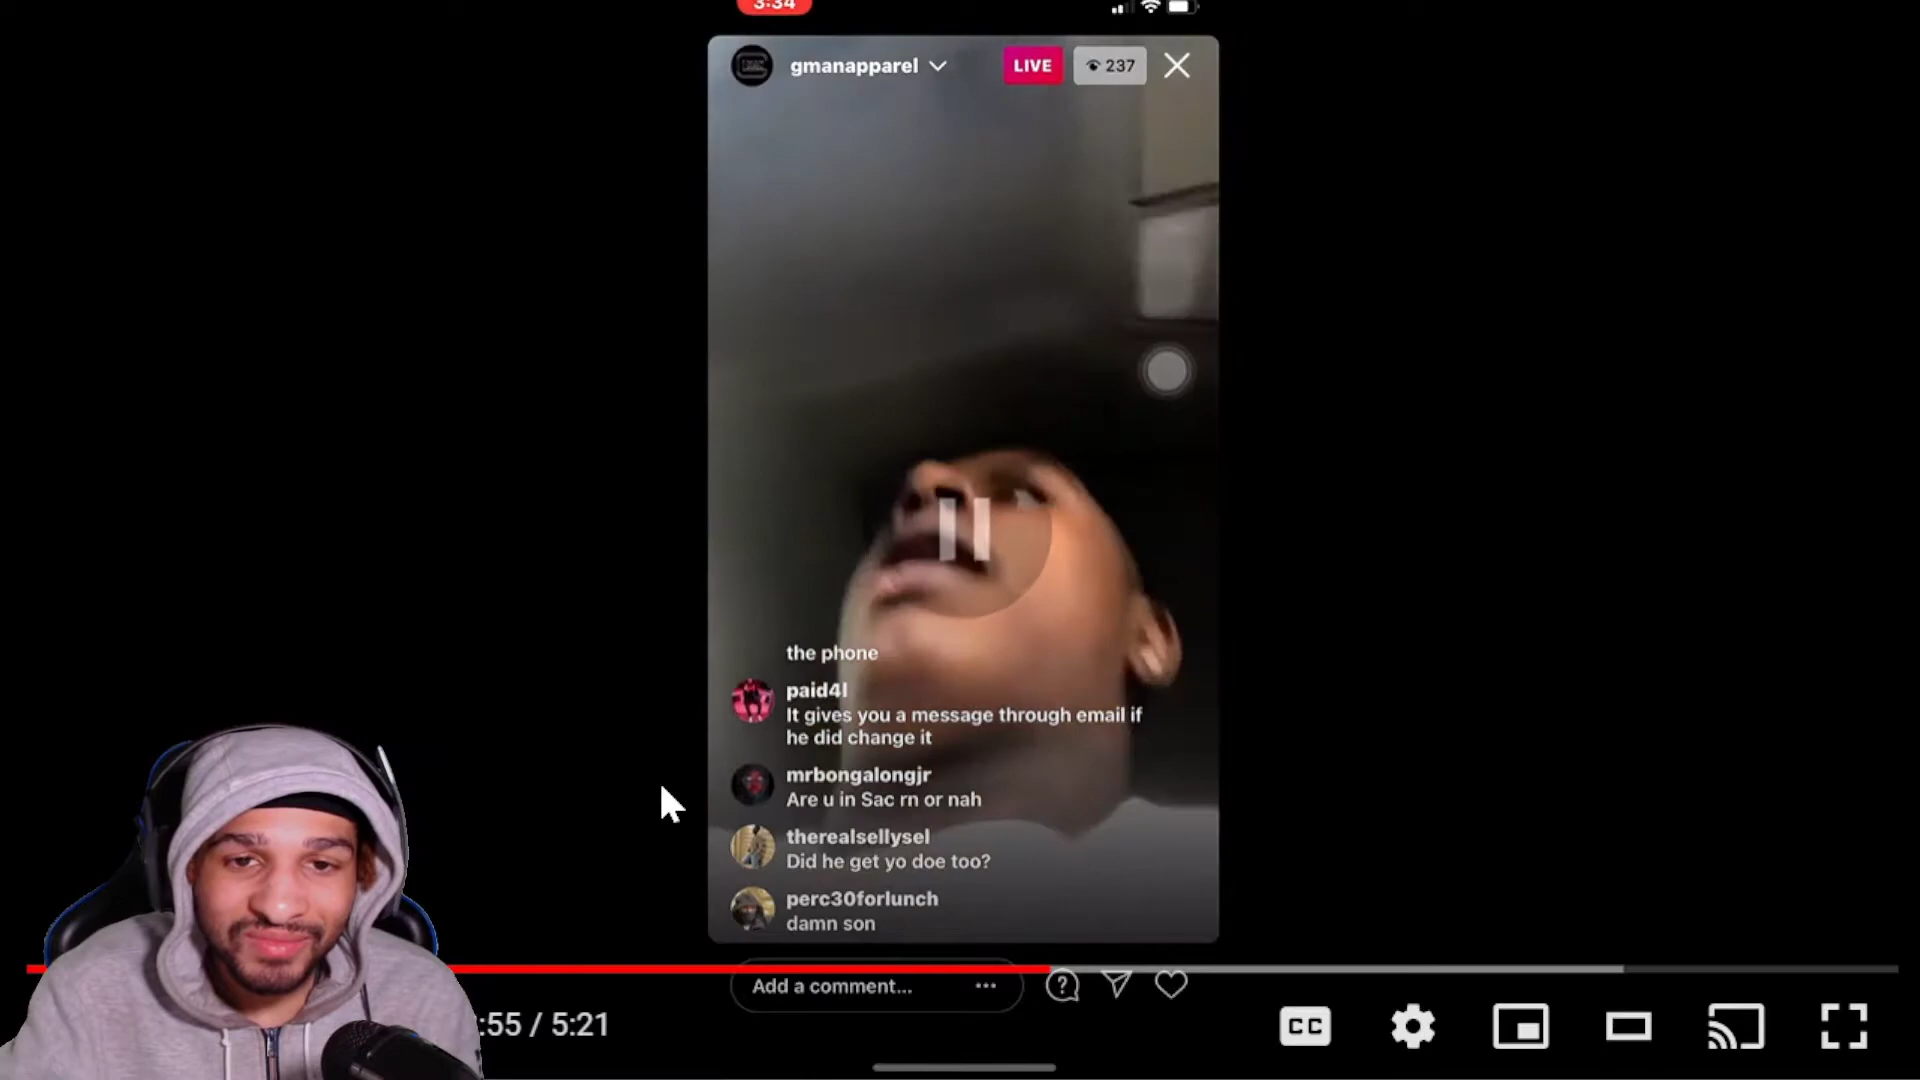 3:34
gmanapparel
LIVE
237
the phone
paid4l
It gives you a message through email if
he did change it
mrbongalongjr
Are u in Sac rn or nah
therealsellysel
Did he get yo doe too?
perc30forlunch
damn son
Add a comment...
:55 / 5:21
CC